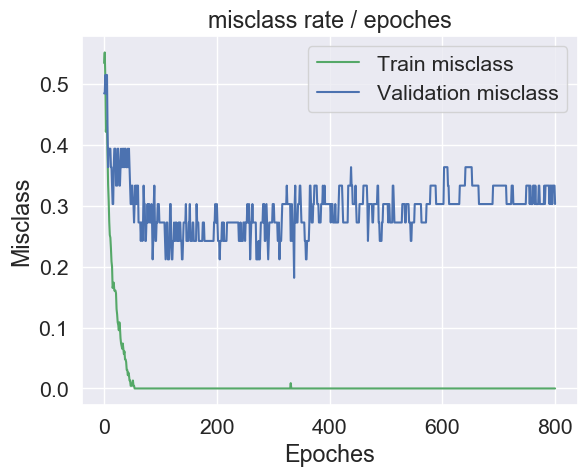 misclass rate / epoches
Train misclass
Validation misclass
Misclass
0.5
0.4
0.3
0.2
0.1
0.0
0
200
400
600
800
Epoches